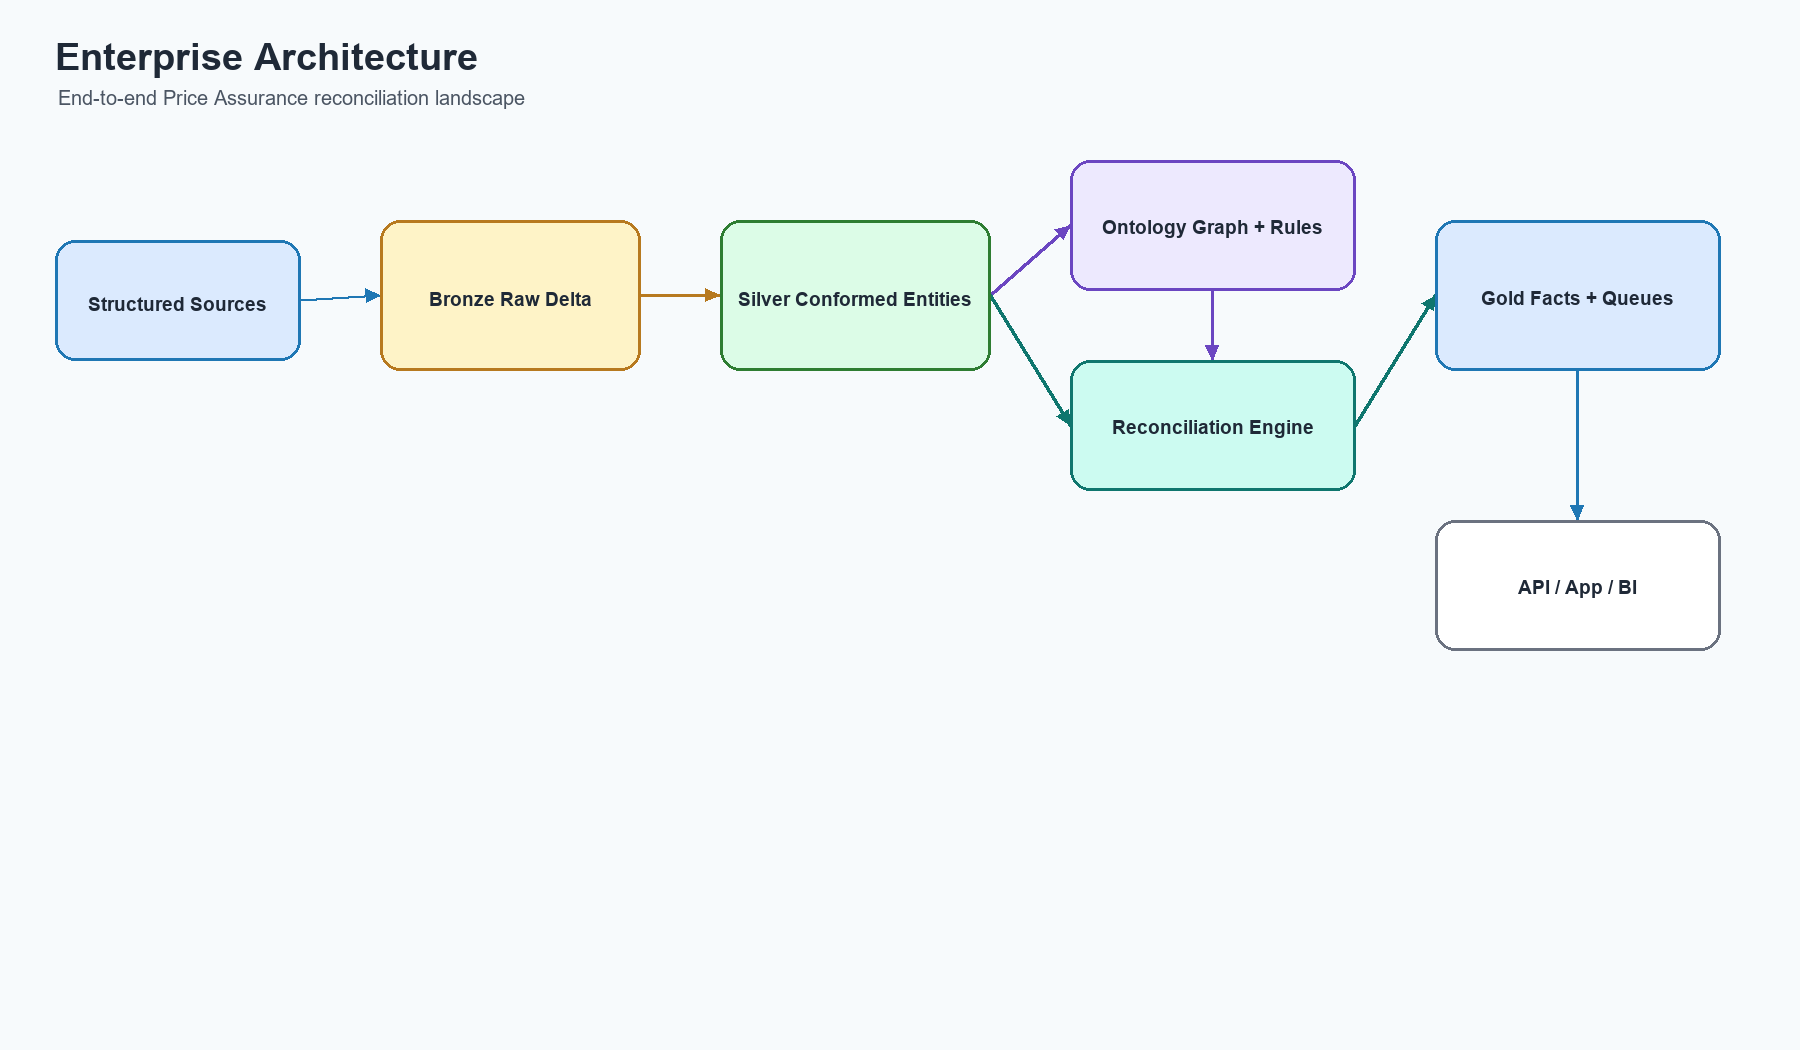 Enterprise Architecture
End-to-end Price Assurance reconciliation landscape
Structured Sources
Bronze Raw Delta
Silver Conformed Entities
Ontology Graph + Rules
Reconciliation Engine
Gold Facts + Queues
API / App / BI